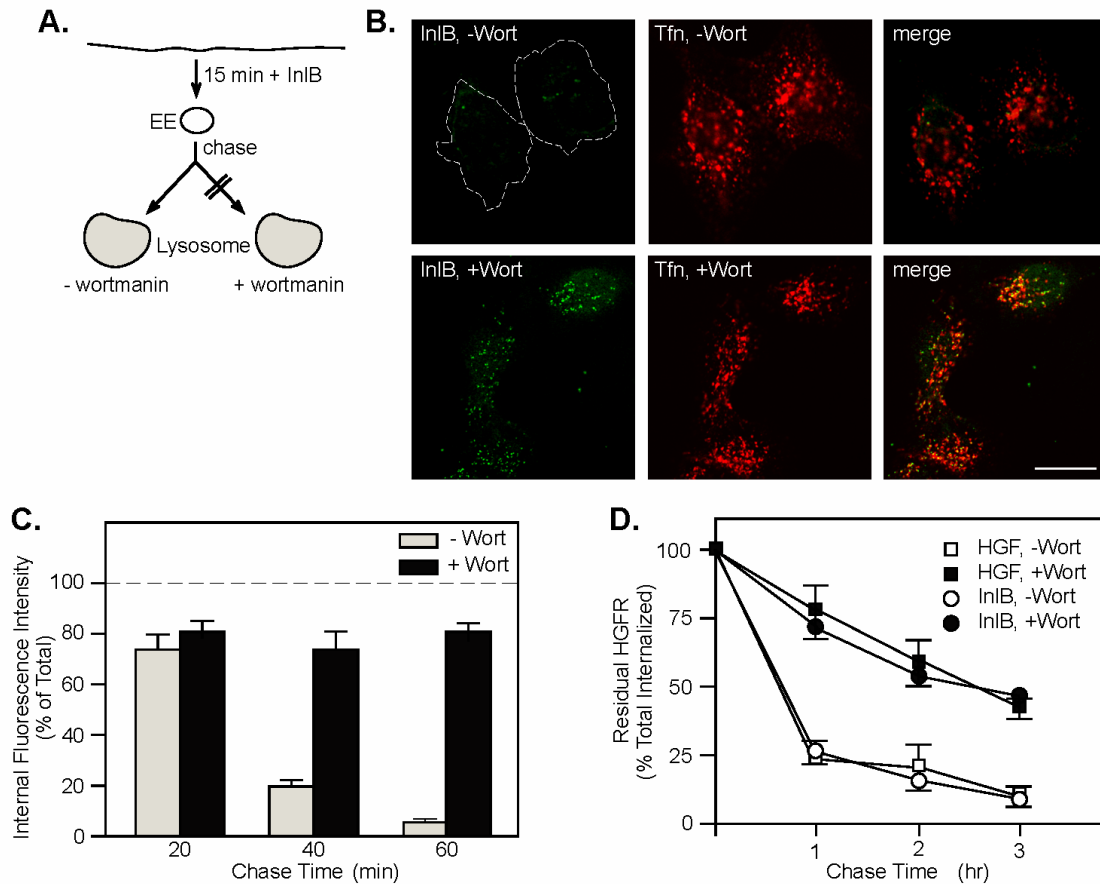 A.
15 min + InlB
EE
chase
Lysosome
- wortmanin
+ wortmanin
B.
InlB, -Wort
Tfn, -Wort
merge
InlB, +Wort
Tfn, +Wort
merge
C.
Internal Fluorescence Intensity
(% of Total)
100
80
60
40
20
0
- Wort
+ Wort
20
40
60
Chase Time (min)
D.
Residual HGFR
(% Total Internalized)
100
75
50
25
0
HGF, -Wort
HGF, +Wort
InlB, -Wort
InlB, +Wort
1
2
3
Chase Time (hr)